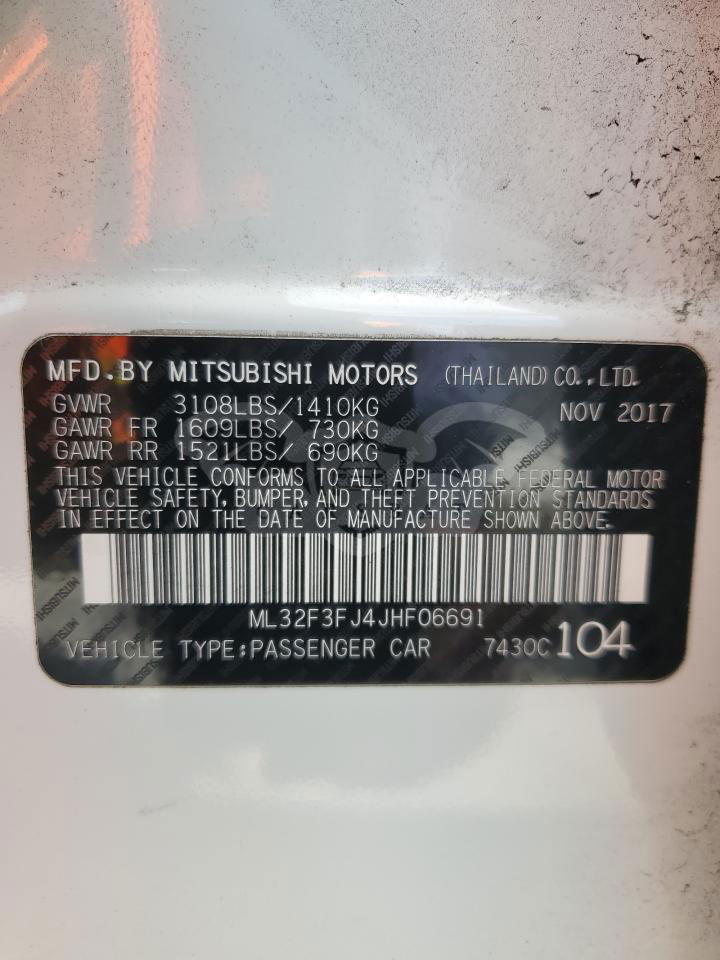 MFD.BY MITSUBISHI MOTORS (THAILAND) CO.,LTD.
GVWR 3108LBS/1410KG NOV 2017
GAWR FR 1609LBS/ 730KG
GAWR RR 1521LBS/ 690KG
THIS VEHICLE CONFORMS TO ALL APPLICABLE FEDERAL MOTOR
VEHICLE SAFETY, BUMPER, AND THEFT PREVENTION STANDARDS
IN EFFECT ON THE DATE OF MANUFACTURE SHOWN ABOVE.
ML32F3FJ4JHF06691
VEHICLE TYPE:PASSENGER CAR 7430C 104